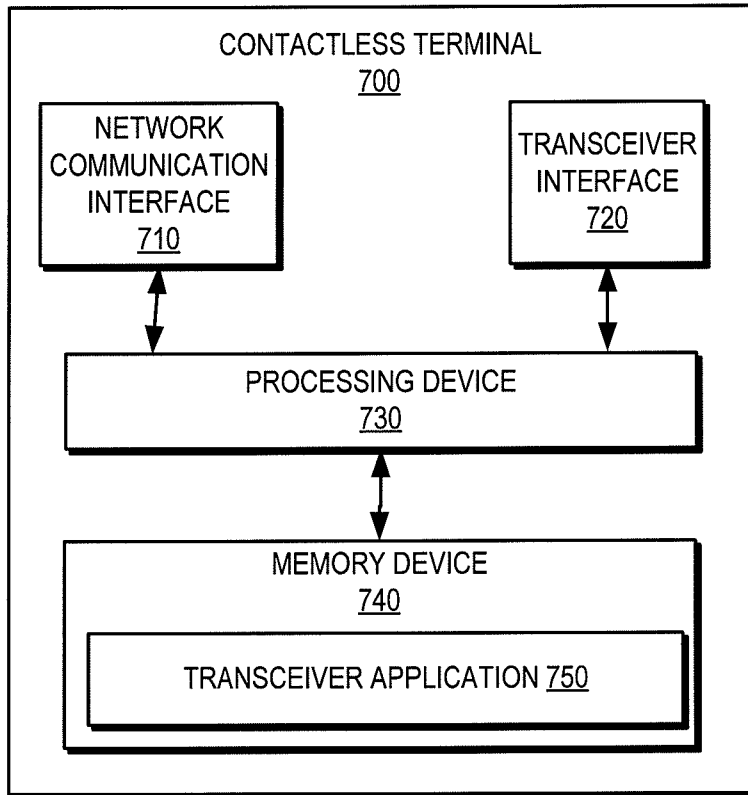 CONTACTLESS TERMINAL
700
NETWORK
COMMUNICATION
INTERFACE
710
TRANSCEIVER
INTERFACE
720
PROCESSING DEVICE
730
MEMORY DEVICE
740
TRANSCEIVER APPLICATION 750